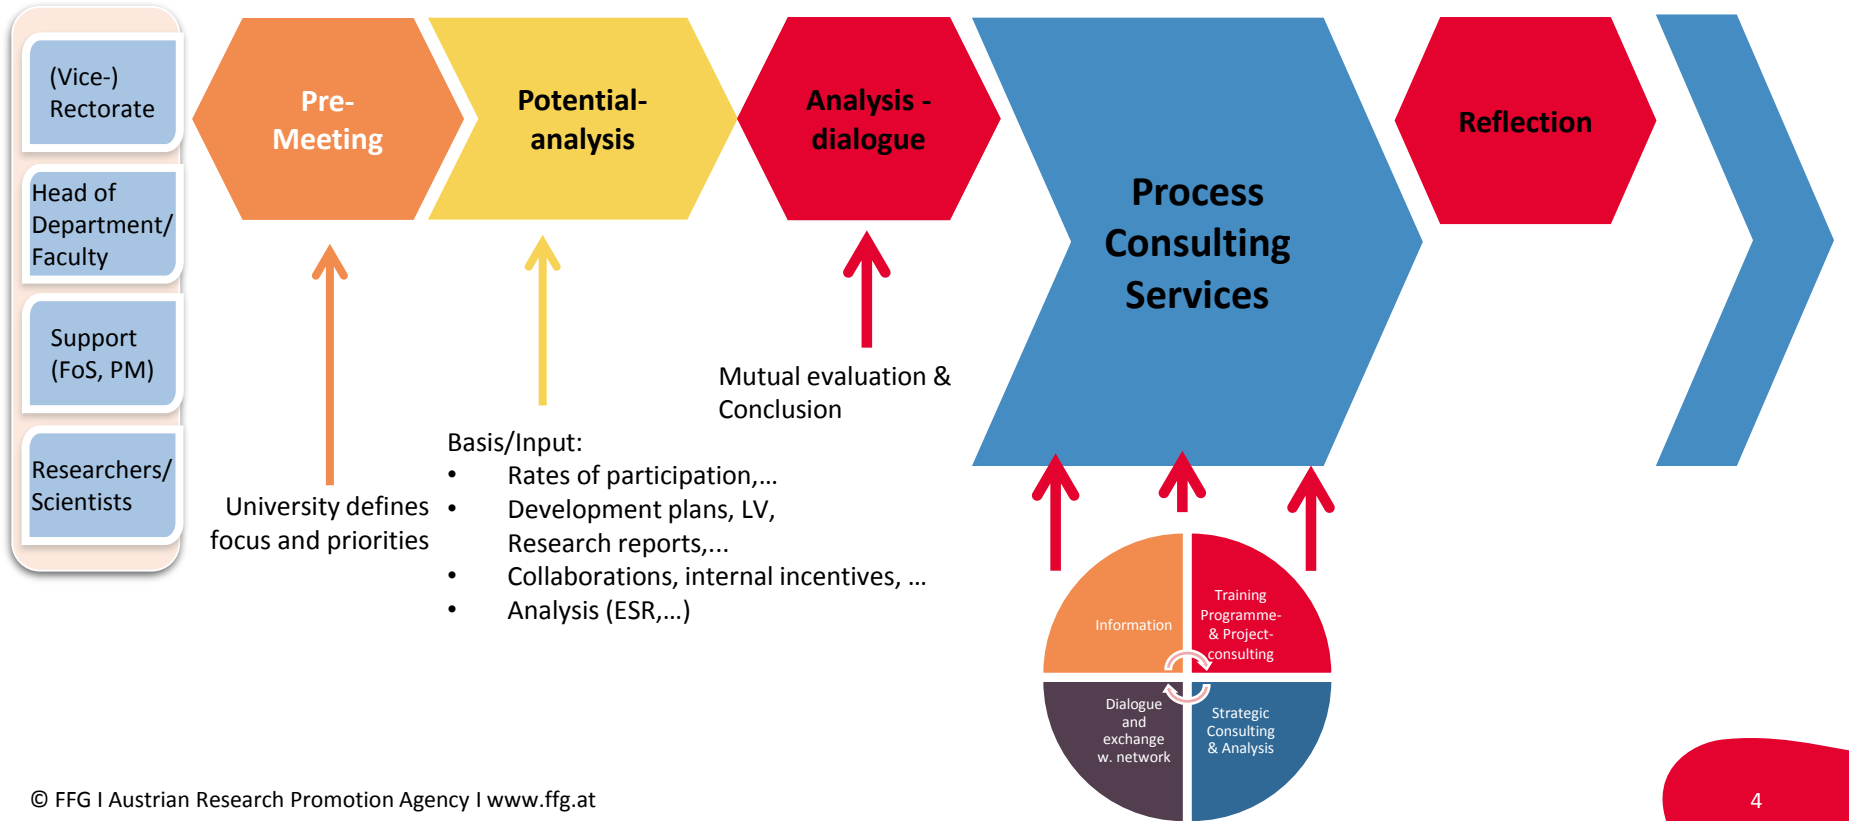 (Vice-)
Rectorate
Head of
Department/
Faculty
Support
(FoS, PM)
Researchers/
Scientists
Pre-
Meeting
Potential-
analysis
Analysis -
dialogue
Process
Consulting
Services
Reflection
University defines
focus and priorities
Basis/Input:
• Rates of participation,...
• Development plans, LV,
Research reports,...
• Collaborations, internal incentives, ...
• Analysis (ESR,...)
Mutual evaluation &
Conclusion
Information
Training
Programme-
& Project-
consulting
Dialogue
and
exchange
w. network
Strategic
Consulting
& Analysis
© FFG I Austrian Research Promotion Agency I www.ffg.at
4